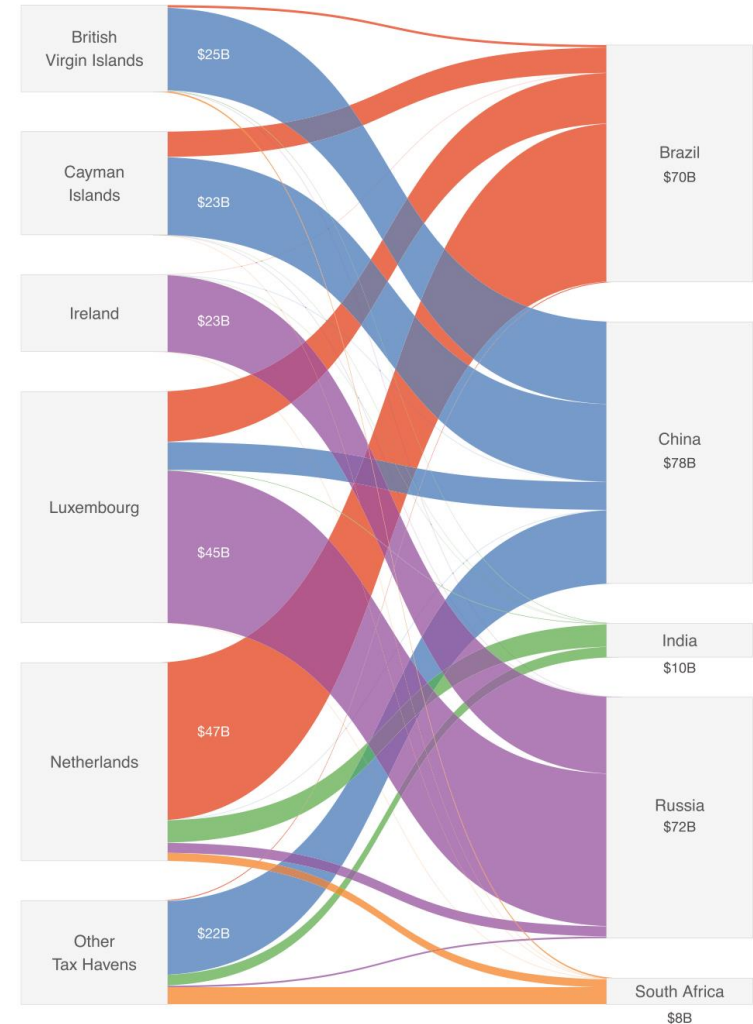 British
Virgin Islands
$25B
Cayman
Islands
$23B
Ireland
$23B
Luxembourg
$45B
Netherlands
$47B
Other
Tax Havens
$22B
Brazil
$70B
China
$78B
India
$10B
Russia
$72B
South Africa
$8B